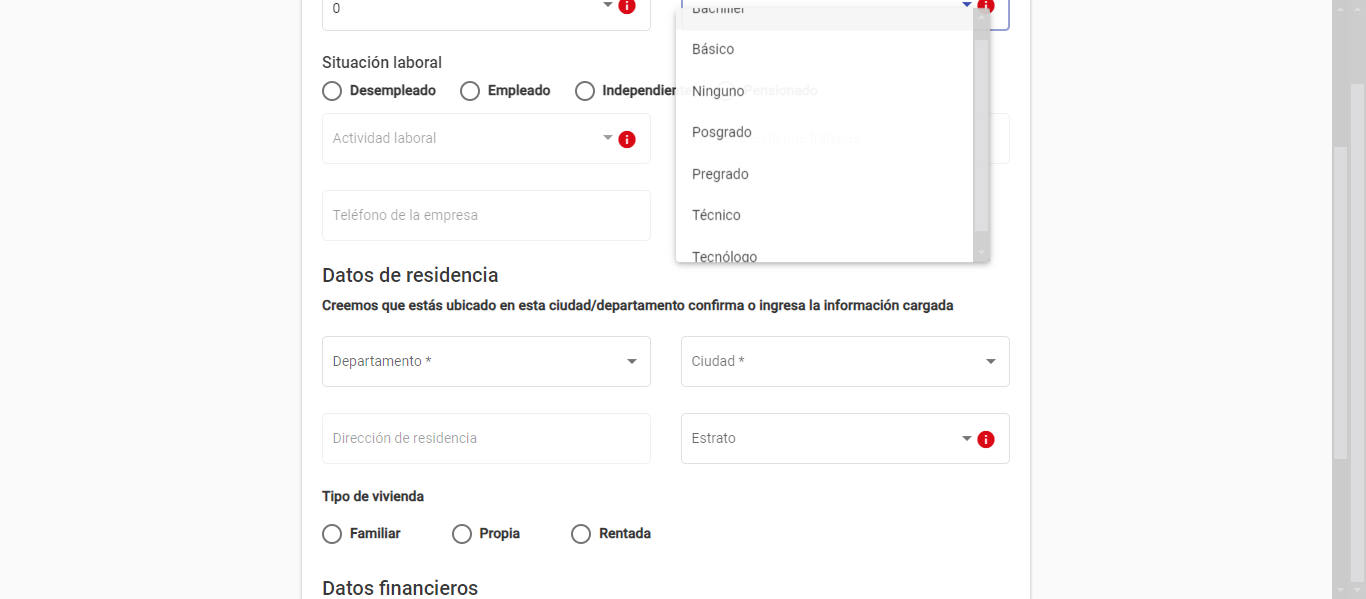 0
Bachiller
Básico
Situación laboral
Desempleado Empleado Independiente Pensionado
Ninguno
Actividad laboral
Posgrado
Pregrado
Teléfono de la empresa
Técnico
Tecnólogo
Datos de residencia
Creemos que estás ubicado en esta ciudad/departamento confirma o ingresa la información cargada
Departamento * Ciudad *
Dirección de residencia Estrato
Tipo de vivienda
Familiar Propia Rentada
Datos financieros